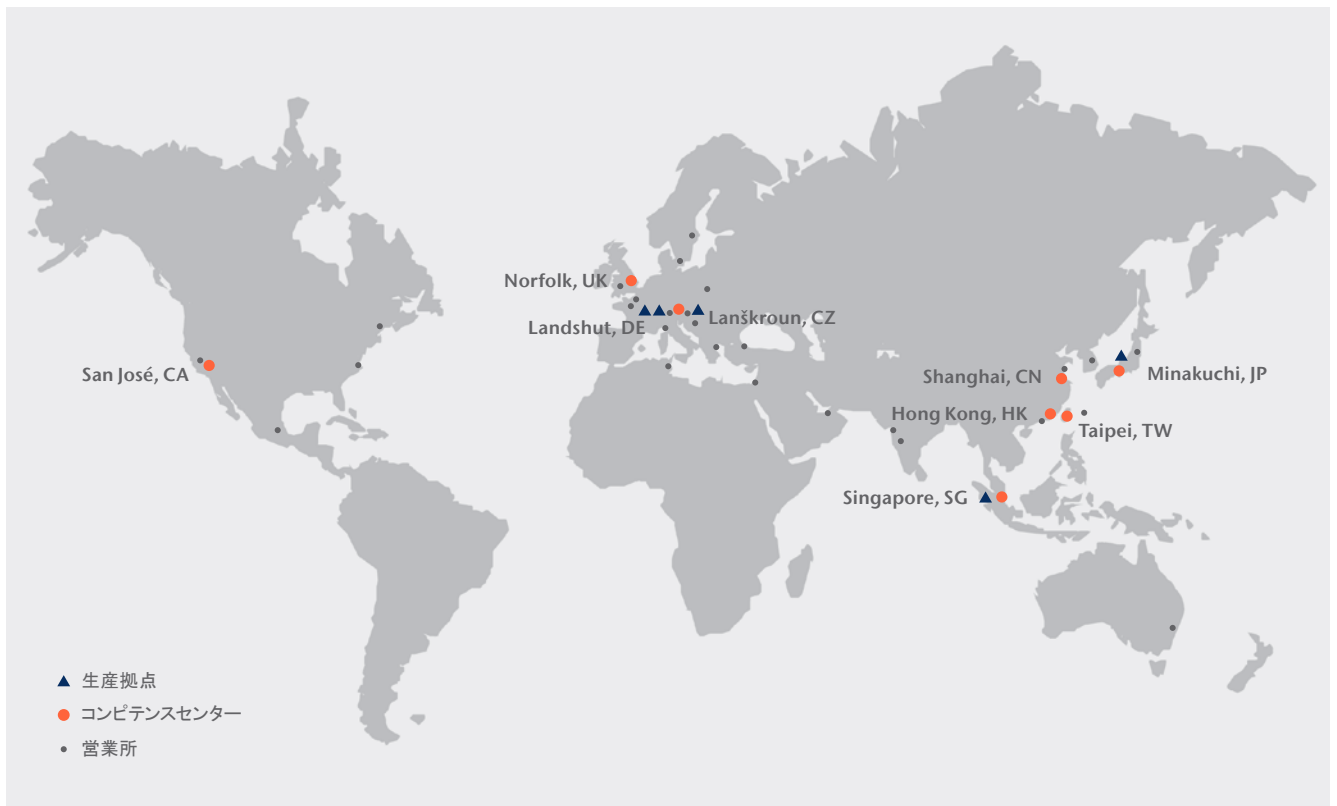 Norfolk, UK
Landshut, DE
Lanškroun, CZ
San José, CA
Shanghai, CN
Minakuchi, JP
Hong Kong, HK
Taipei, TW
Singapore, SG
生産拠点
コンピテンスセンター
営業所